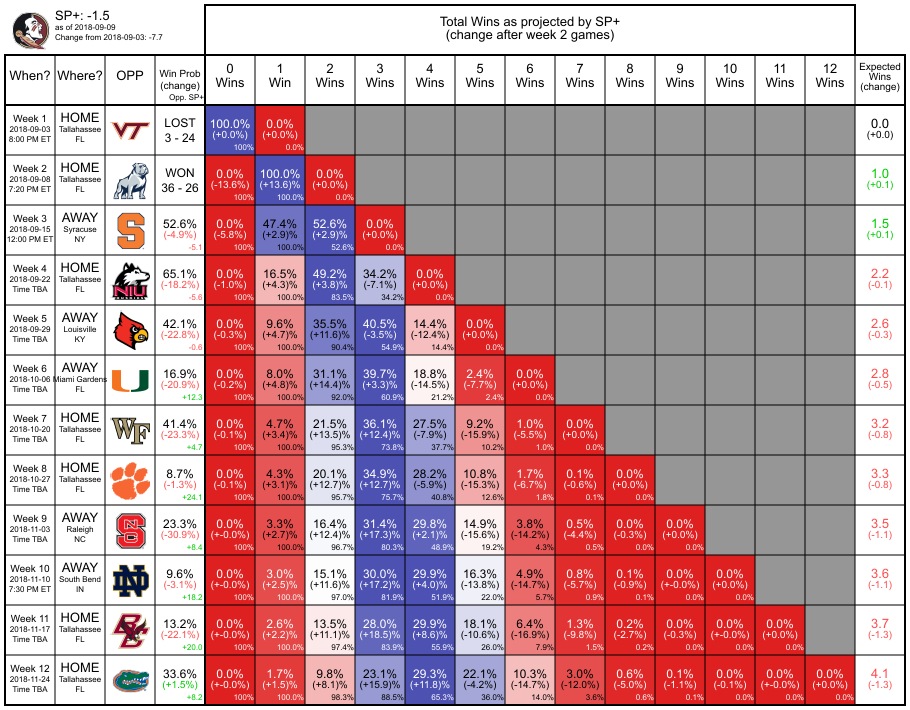 SP+: -1.5
as of 2018-09-09
Change from 2018-09-03: -7.7
Total Wins as projected by SP+
(change after week 2 games)
When? Where? OPP Win Prob (change) Opp. SP+ 0 Wins 1 Win 2 Wins 3 Wins 4 Wins 5 Wins 6 Wins 7 Wins 8 Wins 9 Wins 10 Wins 11 Wins 12 Wins Expected Wins (change)
Week 1 HOME VT LOST 100.0% 0.0% 0.0
2018-09-03 Tallahassee 3 - 24 (+0.0%) (+0.0%) (+0.0)
8:00 PM ET FL 100% 0.0%
Week 2 HOME WON 0.0% 100.0% 0.0% 1.0
2018-09-08 Tallahassee 36 - 26 (-13.6%) (+13.6)% (+0.0%) (+0.1)
7:20 PM ET FL 100% 100.0% 0.0%
Week 3 AWAY S 52.6% 0.0% 47.4% 52.6% 0.0% 1.5
2018-09-15 Syracuse (-4.9%) (-5.8%) (+2.9)% (+2.9%) (+0.0%) (+0.1)
12:00 PM ET NY -5.1 100% 100.0% 52.6% 0.0%
Week 4 HOME NIU 65.1% 0.0% 16.5% 49.2% 34.2% 0.0% 2.2
2018-09-22 Tallahassee HUSKIES (-18.2%) (-1.0%) (+4.3)% (+3.8%) (-7.1%) (+0.0%) (-0.1)
Time TBA FL -5.6 100% 100.0% 83.5% 34.2% 0.0%
Week 5 AWAY 42.1% 0.0% 9.6% 35.5% 40.5% 14.4% 0.0% 2.6
2018-09-29 Louisville (-22.8%) (-0.3%) (+4.7)% (+11.6%) (-3.5%) (-12.4%) (+0.0%) (-0.3)
Time TBA KY -0.6 100% 100.0% 90.4% 54.9% 14.4% 0.0%
Week 6 AWAY U 16.9% 0.0% 8.0% 31.1% 39.7% 18.8% 2.4% 0.0% 2.8
2018-10-06 Miami Gardens (-20.9%) (-0.2%) (+4.8)% (+14.4%) (+3.3%) (-14.5%) (-7.7%) (+0.0%) (-0.5)
Time TBA FL +12.3 100% 100.0% 92.0% 60.9% 21.2% 2.4% 0.0%
Week 7 HOME WF 41.4% 0.0% 4.7% 21.5% 36.1% 27.5% 9.2% 1.0% 0.0% 3.2
2018-10-20 Tallahassee (-23.3%) (-0.1%) (+3.4)% (+13.5%) (+12.4%) (-7.9%) (-15.9%) (-5.5%) (+0.0%) (-0.8)
Time TBA FL +4.7 100% 100.0% 95.3% 73.8% 37.7% 10.2% 1.0% 0.0%
Week 8 HOME 8.7% 0.0% 4.3% 20.1% 34.9% 28.2% 10.8% 1.7% 0.1% 0.0% 3.3
2018-10-27 Tallahassee (-1.3%) (-0.1%) (+3.1)% (+12.7%) (+12.7%) (-5.9%) (-15.3%) (-6.7%) (-0.6%) (+0.0%) (-0.8)
Time TBA FL +24.1 100% 100.0% 95.7% 75.7% 40.8% 12.6% 1.8% 0.1% 0.0%
Week 9 AWAY NCS 23.3% 0.0% 3.3% 16.4% 31.4% 29.8% 14.9% 3.8% 0.5% 0.0% 0.0% 3.5
2018-11-03 Raleigh (-30.9%) (+-0.0%) (+2.7)% (+12.4%) (+17.3%) (+2.1%) (-15.6%) (-14.2%) (-4.4%) (-0.3%) (+0.0%) (-1.1)
Time TBA NC +8.4 100% 100.0% 96.7% 80.3% 48.9% 19.2% 4.3% 0.5% 0.0% 0.0%
Week 10 AWAY ND 9.6% 0.0% 3.0% 15.1% 30.0% 29.9% 16.3% 4.9% 0.8% 0.1% 0.0% 0.0% 3.6
2018-11-10 South Bend (-3.1%) (+-0.0%) (+2.5)% (+11.6%) (+17.2%) (+4.0%) (-13.8%) (-14.7%) (-5.7%) (-0.9%) (+-0.0%) (+0.0%) (-1.1)
7:30 PM ET IN +18.2 100% 100.0% 97.0% 81.9% 51.9% 22.0% 5.7% 0.9% 0.1% 0.0% 0.0%
Week 11 HOME BC 13.2% 0.0% 2.6% 13.5% 28.0% 29.9% 18.1% 6.4% 1.3% 0.2% 0.0% 0.0% 0.0% 3.7
2018-11-17 Tallahassee (-22.1%) (+-0.0%) (+2.2)% (+11.1%) (+18.5%) (+8.6%) (-10.6%) (-16.9%) (-9.8%) (-2.7%) (-0.3%) (+-0.0%) (+0.0%) (-1.3)
Time TBA FL +20.0 100% 100.0% 97.4% 83.9% 55.9% 26.0% 7.9% 1.5% 0.2% 0.0% 0.0% 0.0%
Week 12 HOME 33.6% 0.0% 1.7% 9.8% 23.1% 29.3% 22.1% 10.3% 3.0% 0.6% 0.1% 0.0% 0.0% 0.0% 4.1
2018-11-24 Tallahassee (+1.5%) (+-0.0%) (+1.5)% (+8.1%) (+15.9%) (+11.8%) (-4.2%) (-14.7%) (-12.0%) (-5.0%) (-1.1%) (-0.1%) (+-0.0%) (+0.0%) (-1.3)
Time TBA FL +8.2 100% 100.0% 98.3% 88.5% 65.3% 36.0% 14.0% 3.6% 0.6% 0.1% 0.0% 0.0% 0.0%